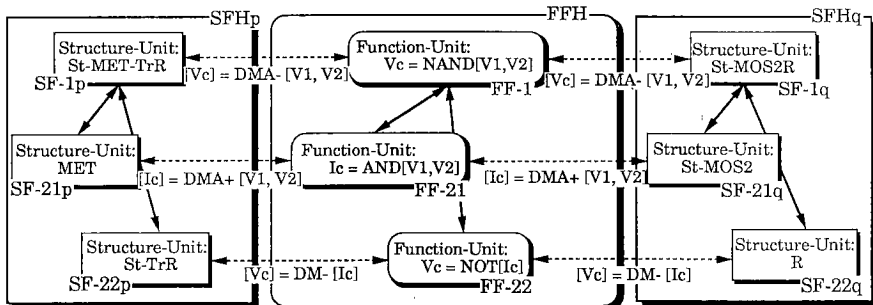 SFHp
FFH
SFHq
Structure-Unit:
St-MET-TrR
SF-1p
[Vc] = DMA- [V1, V2]
Function-Unit:
Vc = NAND[V1,V2]
FF-1
[Vc] = DMA- [V1, V2]
Structure-Unit:
St-MOS2R
SF-1q
Structure-Unit:
MET
SF-21p
[Ic] = DMA+ [V1, V2]
Function-Unit:
Ic = AND[V1,V2]
FF-21
[Ic] = DMA+ [V1, V2]
Structure-Unit:
St-MOS2
SF-21q
Structure-Unit:
St-TrR
SF-22p
[Vc] = DM- [Ic]
Function-Unit:
Vc = NOT[Ic]
FF-22
[Vc] = DM- [Ic]
Structure-Unit:
R
SF-22q